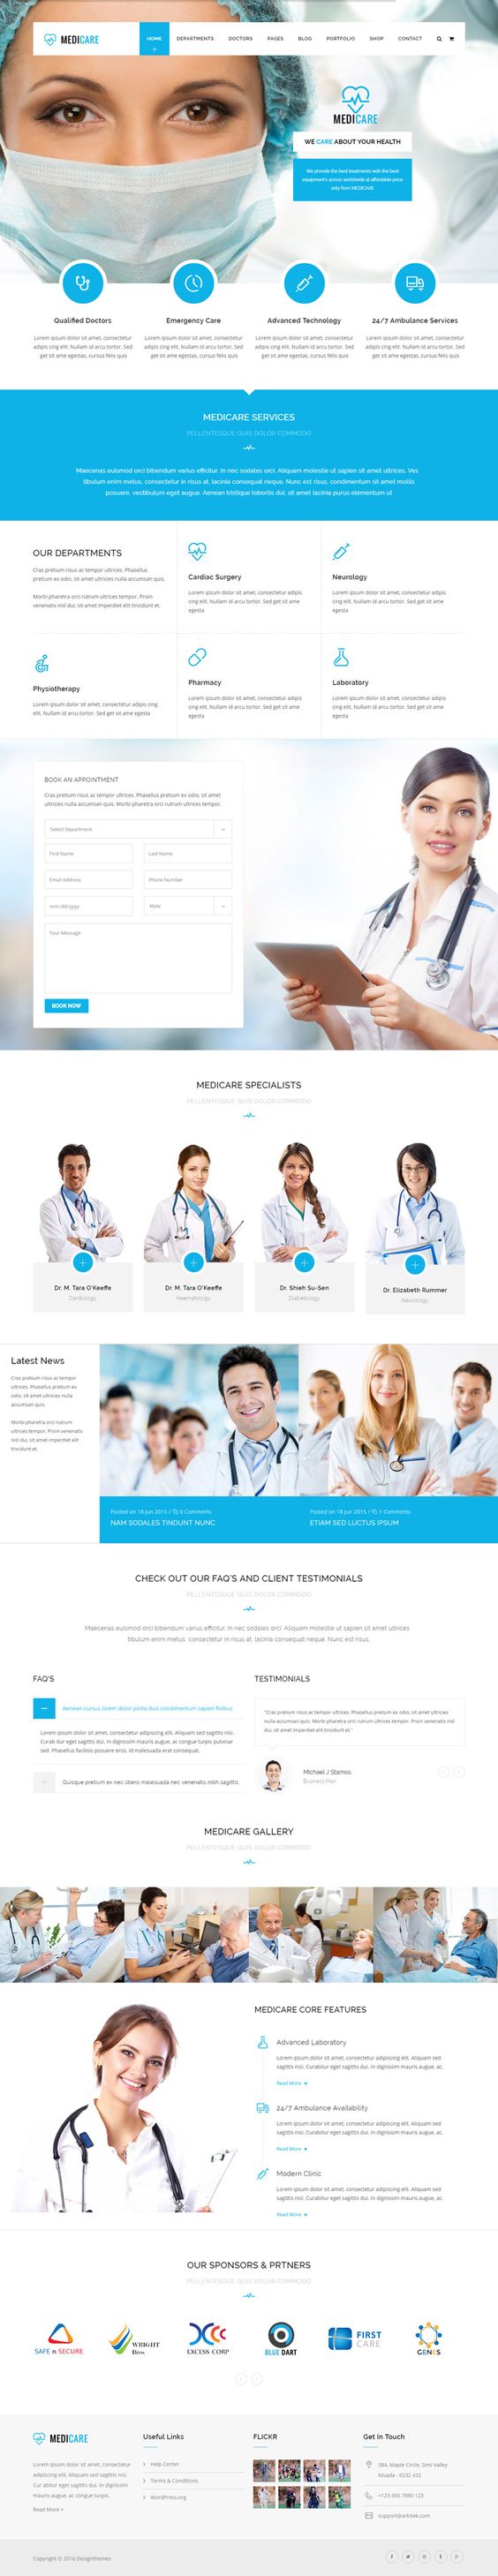 MEDICARE
HOME DEPARTMENTS DOCTORS PAGES BLOG PORTFOLIO SHOP CONTACT
MEDICARE
WE CARE ABOUT YOUR HEALTH
We provide the best treatments with the best
equipment's across worldwide at affordable price
only from MEDICARE
Qualified Doctors
Lorem ipsum dolor sit amet, consectetur
adipis cing elit. Nullam id arcu tortor. Sed
get sit ame egestas, cursus felis quis
Emergency Care
Lorem ipsum dolor sit amet, consectetur
adipis cing elit. Nullam id arcu tortor. Sed
get sit ame egestas, cursus felis quis
Advanced Technology
Lorem ipsum dolor sit amet, consectetur
adipis cing elit. Nullam id arcu tortor. Sed
get sit ame egestas, cursus felis quis
24/7 Ambulance Services
Lorem ipsum dolor sit amet, consectetur
adipis cing elit. Nullam id arcu tortor. Sed
get sit ame egestas, cursus felis quis
MEDICARE SERVICES
PELLENTESQUE QUIS DOLOR COMMODO
Maecenas euismod orci bibendum varius efficitur. In nec sodales orci. Aliquam molestie ut sapien sit amet ultrices. Ves
tibulum enim metus, consectetur in risus at, lacinia consequat neque. Nunc est risus, condimentum sit amet mollis
posuere, vestibulum eget augue. Aenean tristique lobortis dui, sit amet lacinia purus elementum ut
OUR DEPARTMENTS
Cras pretium risus ac tempor ultrices. Phasellus
pretium ex odio, sit amet ultricies nulla accumsan quis.
Morbi pharetra orci rutrum ultrices tempor. Proin
venenatis nisl dui, sit amet imperdiet elit tincidunt et.
Cardiac Surgery
Lorem ipsum dolor sit amet, consectetur adipis
cing elit. Nullam id arcu tortor. Sed get sit ame
egesta
Neurology
Lorem ipsum dolor sit amet, consectetur adipis
cing elit. Nullam id arcu tortor. Sed get sit ame
egesta
Physiotherapy
Lorem ipsum dolor sit amet, consectetur adipis cing
elit. Nullam id arcu tortor. Sed get sit ame egesta
Pharmacy
Lorem ipsum dolor sit amet, consectetur adipis
cing elit. Nullam id arcu tortor. Sed get sit ame
egesta
Laboratory
Lorem ipsum dolor sit amet, consectetur adipis
cing elit. Nullam id arcu tortor. Sed get sit ame
egesta
BOOK AN APPOINTMENT
Cras pretium risus ac tempor ultrices. Phasellus pretium ex odio, sit amet
ultricies nulla accumsan quis. Morbi pharetra orci rutrum ultrices tempor.
Select Department
First Name
Last Name
Email Address
Phone Number
mm/dd/yyyy
Male
Your Message
BOOK NOW
MEDICARE SPECIALISTS
PELLENTESQUE QUIS DOLOR COMMODO
Dr. M. Tara O'Keeffe
Cardiology
Dr. M. Tara O'Keeffe
Haematology
Dr. Shieh Su-Sen
Diabetology
Dr. Elizabeth Rummer
Neurology
Latest News
Cras pretium risus ac tempor
ultrices. Phasellus pretium ex
odio, sit amet ultricies nulla
accumsan quis.
Morbi pharetra orci rutrum
ultrices tempor. Proin venenatis
nisl dui, sit amet imperdiet elit
tincidunt et.
Posted on 18 Jun 2015 / 0 Comments
NAM SODALES TINDUNT NUNC
Posted on 18 Jun 2015 / 1 Comments
ETIAM SED LUCTUS IPSUM
CHECK OUT OUR FAQ'S AND CLIENT TESTIMONIALS
PELLENTESQUE QUIS DOLOR COMMODO
Maecenas euismod orci bibendum varius efficitur. In nec sodales orci. Aliquam molestie ut sapien sit amet ultrices
tibulum enim metus, consectetur in risus at, lacinia consequat neque. Nunc est risus.
FAQ'S
Aenean cursus lorem dolor porta duis condimentum sapien finibus
Lorem ipsum dolor sit amet, consectetur adipiscing elit. Aliquam sed sagittis nisi.
Curabi itur eget sagittis dui. In dignissim mauris augue, ac congue turpis pulvinar
sed. Phasellus facilisis posuere eros, id malesuada erat consequat.
Quisque pretium ex nec libero malesuada nec venenatis nibh sagittis
TESTIMONIALS
"Cras pretium risus ac tempor ultrices. Phasellus pretium ex odio, sit amet ultricies
nulla accumsan quis. Morbi pharetra orci rutrum ultrices tempor. Proin venenatis nisl
dui, sit amet imperdiet elit tincidunt et."
Michael J Stamos
Business Man
MEDICARE GALLERY
PELLENTESQUE QUIS DOLOR COMMODO
MEDICARE CORE FEATURES
Advanced Laboratory
Lorem ipsum dolor sit amet, consectetur adipiscing elit. Aliquam sed
sagittis nisi. Curabitur eget sagittis dui. In dignissim mauris augue, ac.
Read More
24/7 Ambulance Availability
Lorem ipsum dolor sit amet, consectetur adipiscing elit. Aliquam sed
sagittis nisi. Curabitur eget sagittis dui. In dignissim mauris augue, ac.
Read More
Modern Clinic
Lorem ipsum dolor sit amet, consectetur adipiscing elit. Aliquam sed
sagittis nisi. Curabitur eget sagittis dui. In dignissim mauris augue, ac.
Read More
OUR SPONSORS & PRTNERS
PELLENTESQUE QUIS DOLOR COMMODO
SAFE n SECURE
WRIGHT
Bros
EXCESS CORP
BLUE DART
FIRST
CARE
GENES
MEDICARE
Lorem ipsum dolor sit amet, consectetur
adipiscing elit. Aliquam sed sagittis nisi.
Cur abitur eget sagittis dui. In dignissim
mauris augue, ac congue turpis.
Read More »
Useful Links
Help Center
Terms & Conditions
WordPress.org
FLICKR
Get In Touch
384, Maple Circle, Simi Valley
Nivada - 6532 432
+123 456 7890 123
support@arkitek.com
Copyright © 2016 Designthemes